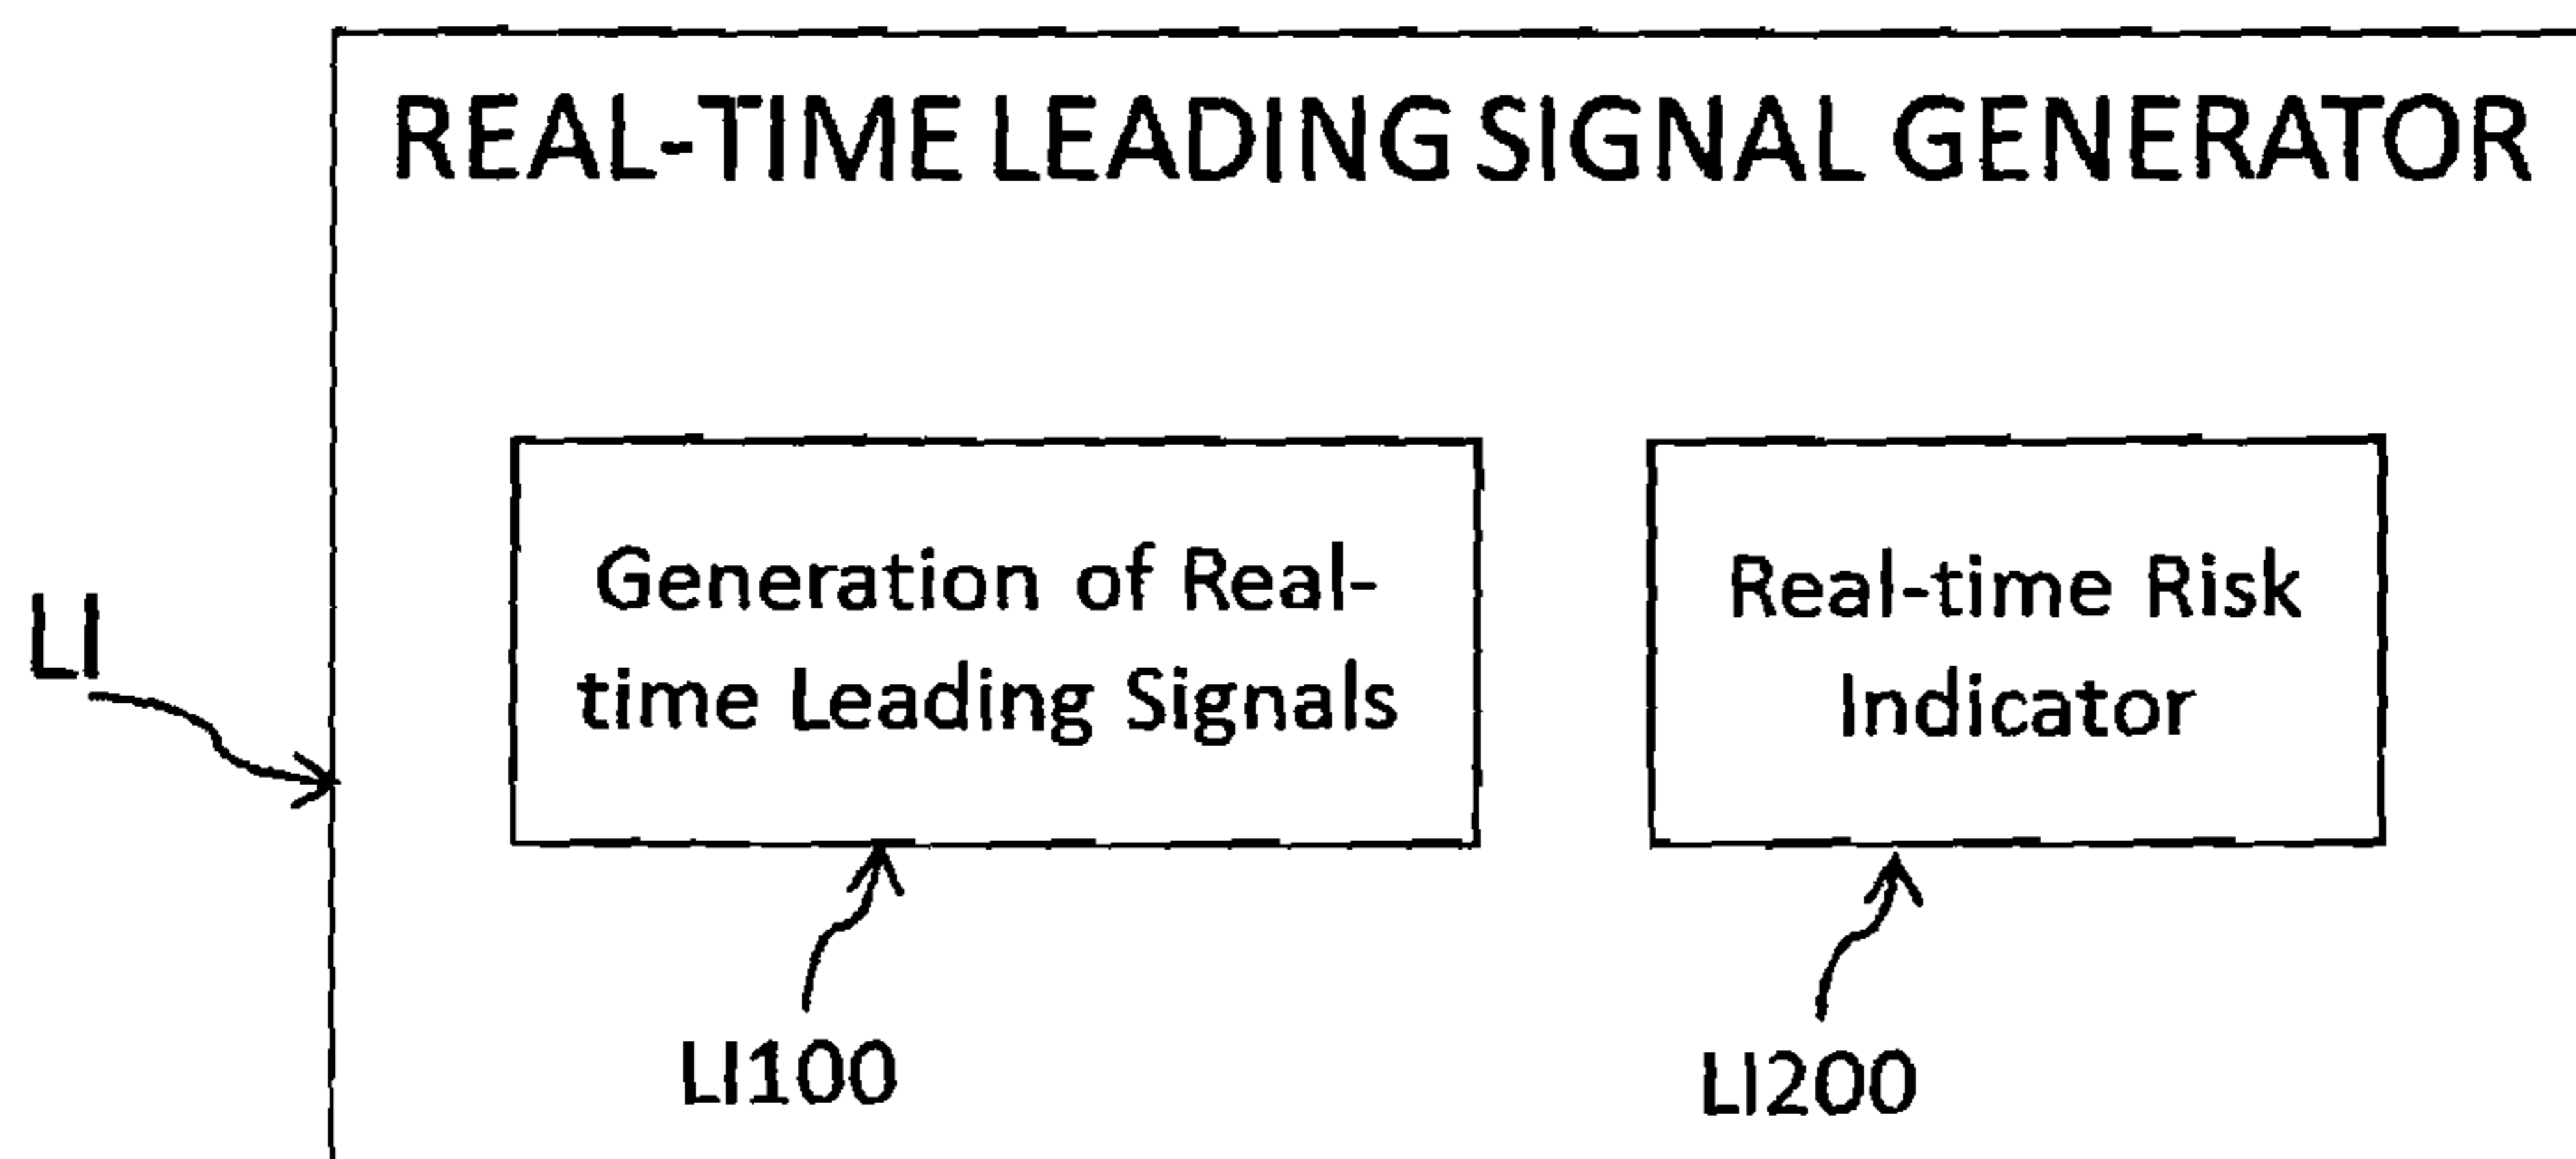 REAL-TIME LEADING SIGNAL GENERATOR
Generation of Real-
time Leading Signals
Real-time Risk
Indicator
LI
LI100
LI200